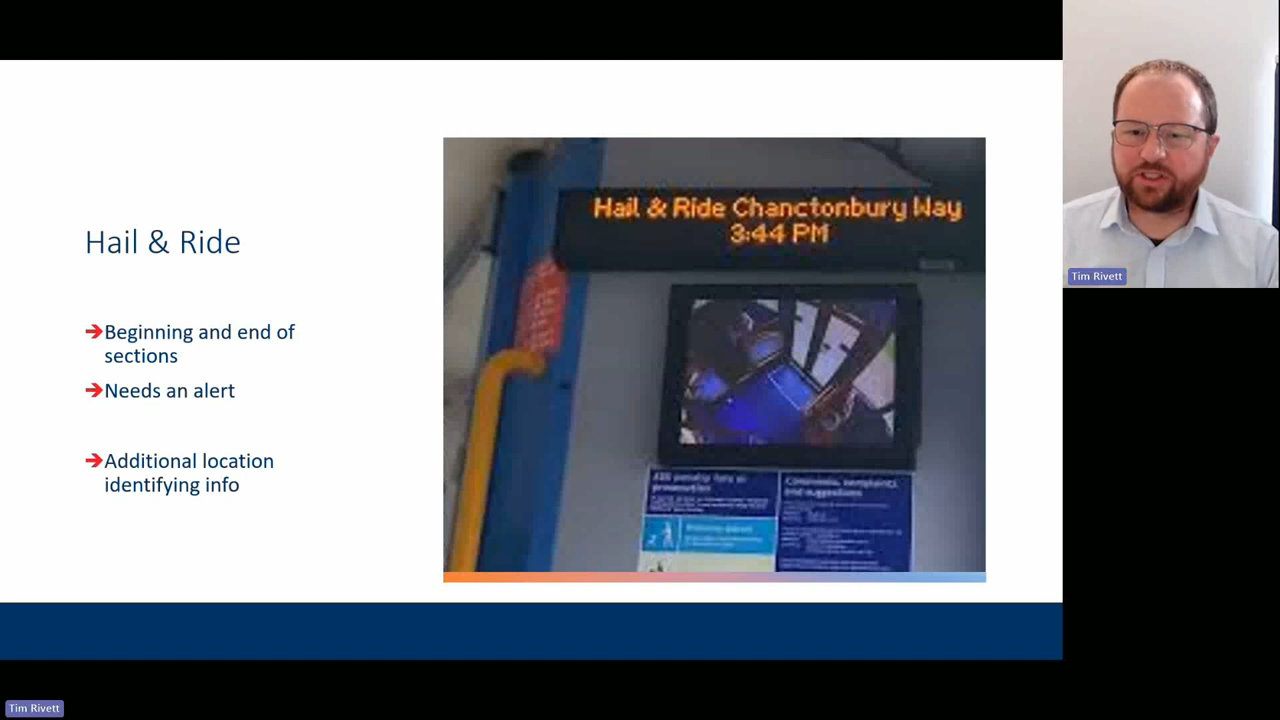 Hail & Ride
➔Beginning and end of
sections
➔Needs an alert
➔Additional location
identifying info
Hail & Ride Chanctonbury Way
3:44 PM
Tim Rivett
Tim Rivett